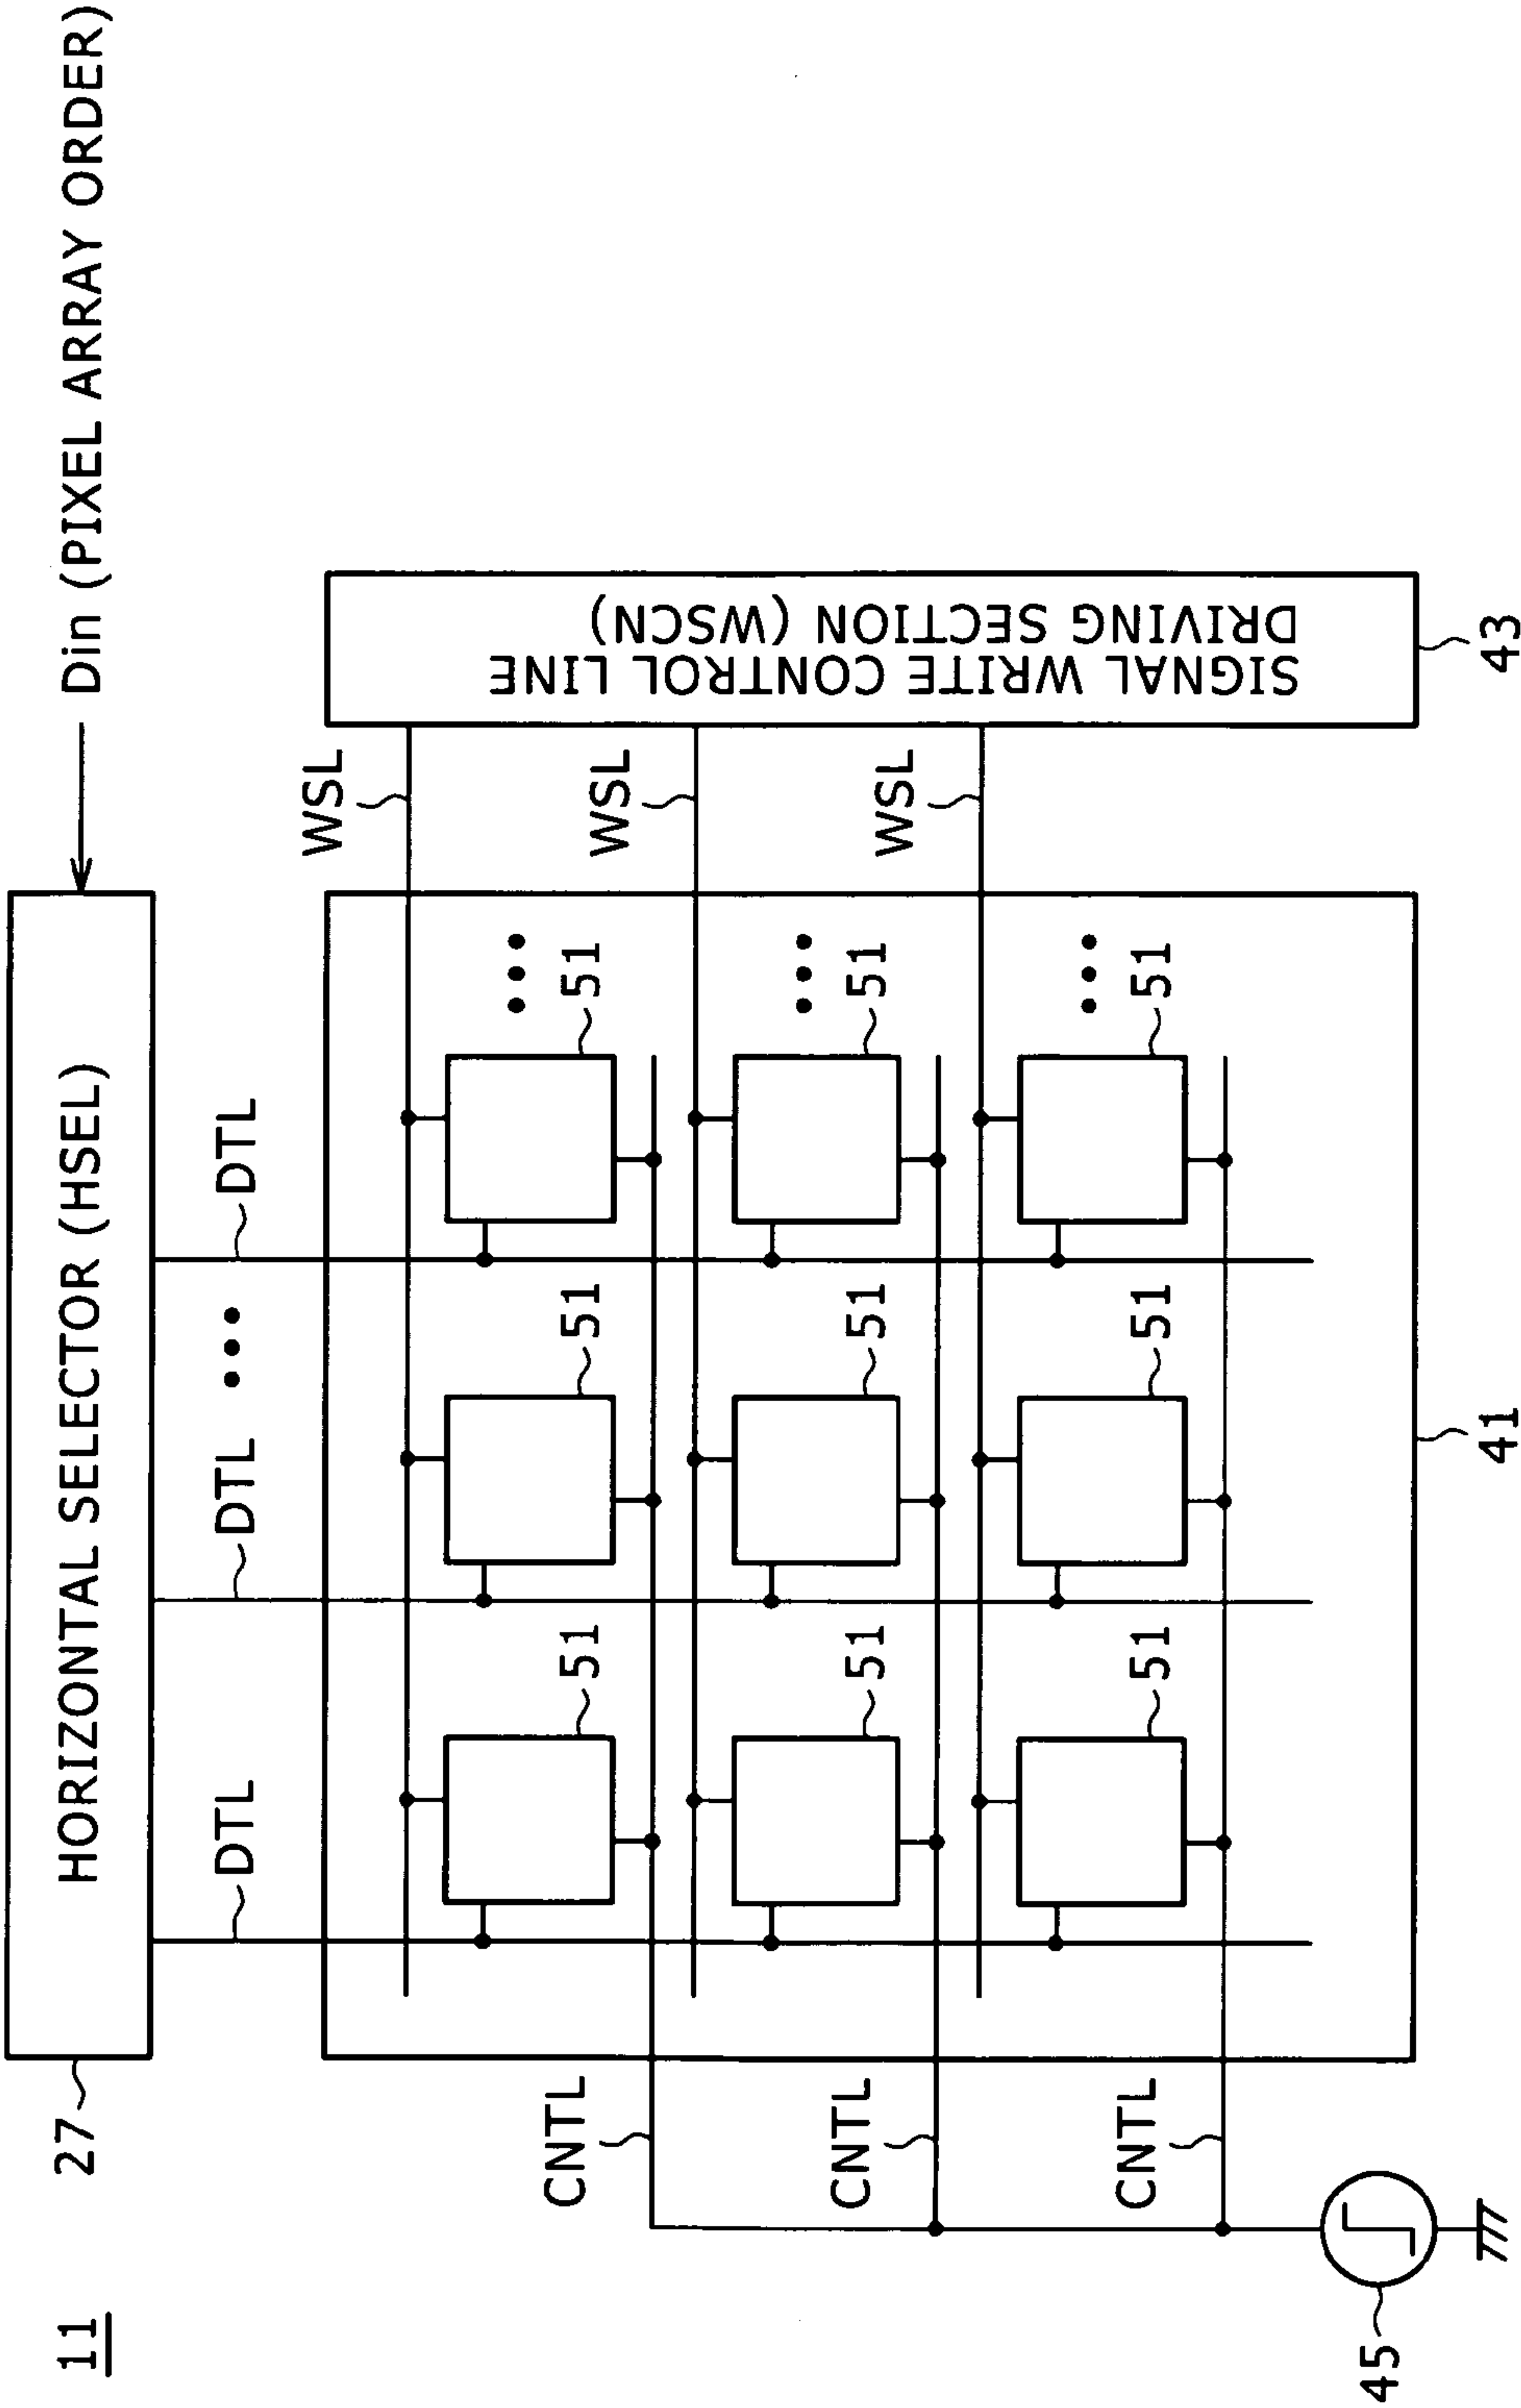 11
27
HORIZONTAL SELECTOR (HSEL)
Din (PIXEL ARRAY ORDER)
DTL
DTL
DTL
WSL
CNTL
51
51
51
WSL
CNTL
51
51
51
WSL
CNTL
51
51
51
SIGNAL WRITE CONTROL LINE
DRIVING SECTION (WSCN)
45
41
43